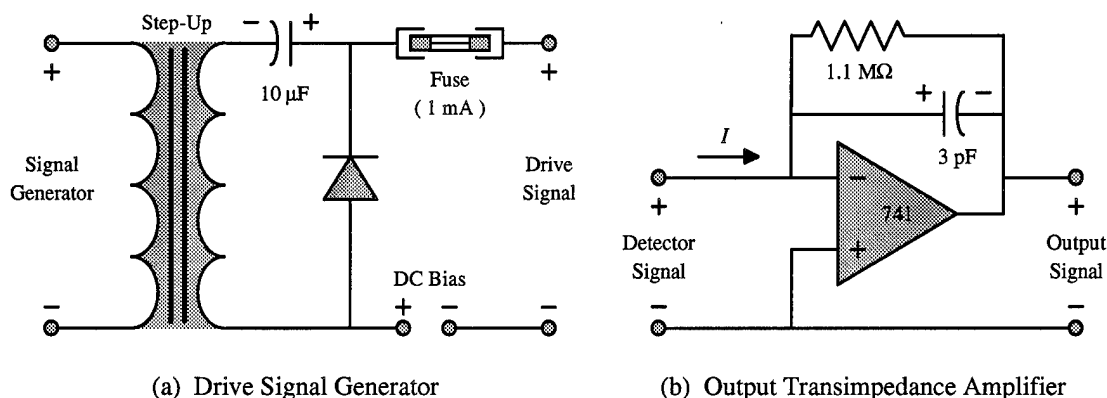 Step-Up
− +
10 µF
Fuse
( 1 mA )
+ +
Signal
Generator
Drive
Signal
DC Bias
− + − −
(a) Drive Signal Generator
1.1 MΩ
+ −
3 pF
I
−
741
+
+ +
Detector
Signal
Output
Signal
− −
(b) Output Transimpedance Amplifier